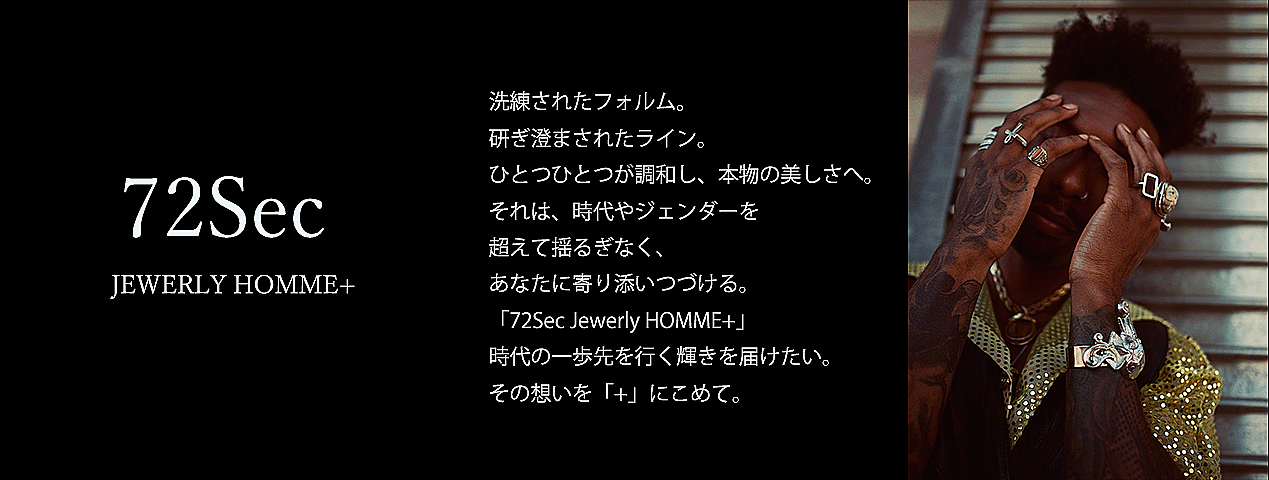 72Sec
JEWERLY HOMME+
洗練されたフォルム。
研ぎ澄まされたライン。
ひとつひとつが調和し、本物の美しさへ。
それは、時代やジェンダーを
超えて揺るぎなく、
あなたに寄り添いつづける。
「72Sec Jewerly HOMME+」
時代の一歩先を行く輝きを届けたい。
その想いを「+」にこめて。